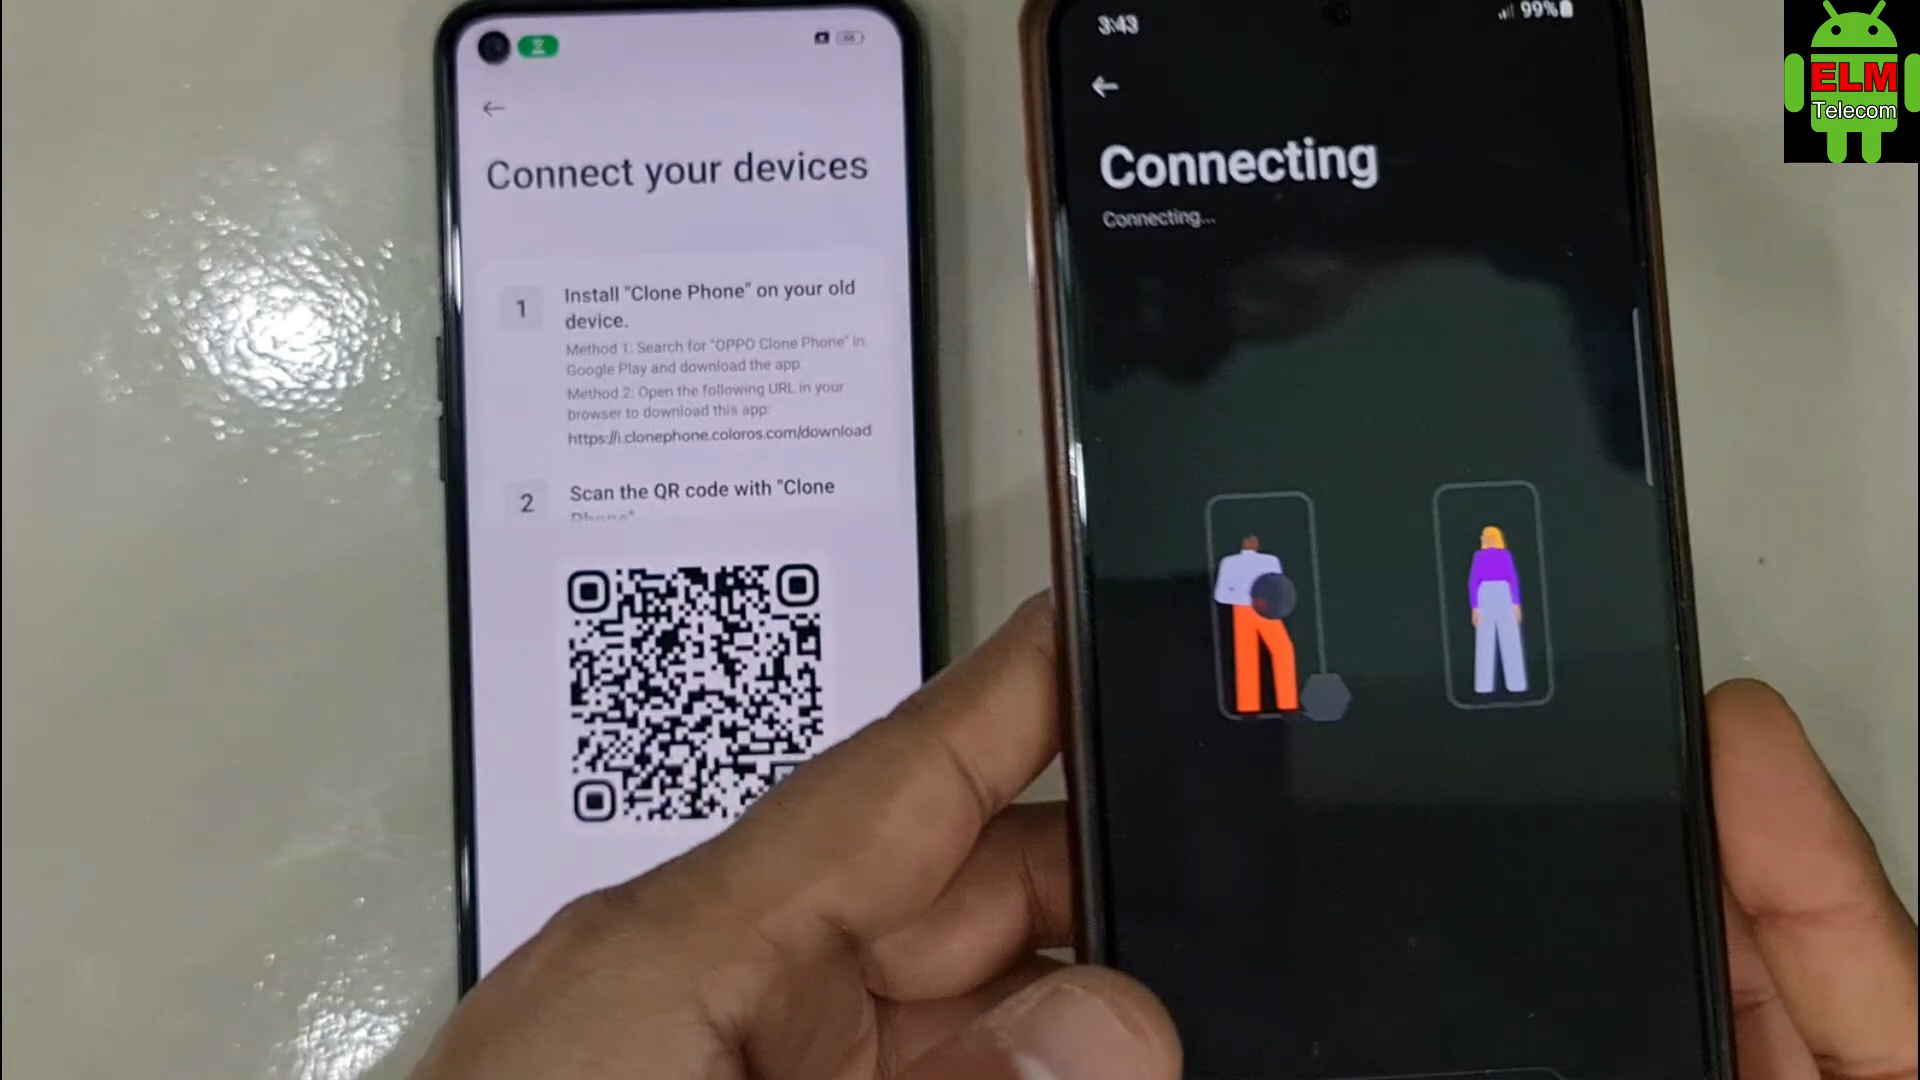 Connect your devices
1
Install "Clone Phone" on your old
device.
Method 1: Search for "OPPO Clone Phone" in
Google Play and download the app.
Method 2: Open the following URL in your
browser to download this app:
https://i.clonephone.coloros.com/download
2
Scan the QR code with "Clone
Phone"
3:43
99%
Connecting
Connecting...
ELM
Telecom